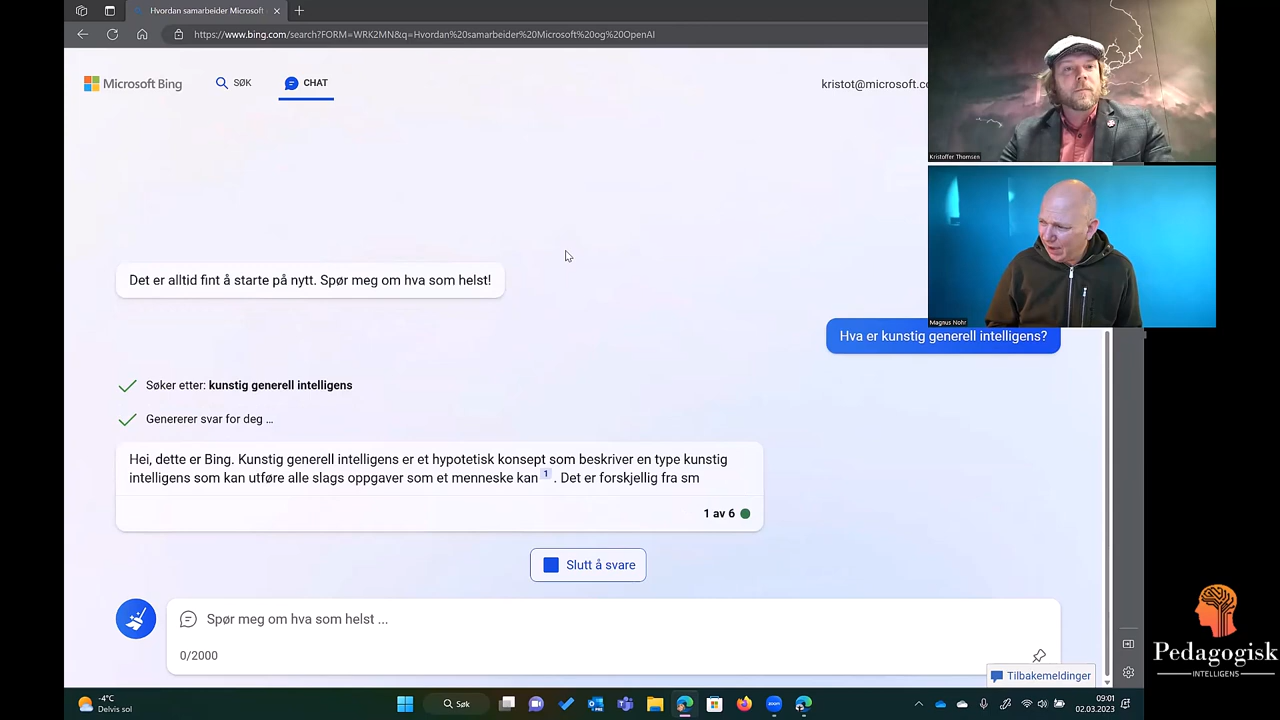 Hvordan samarbeider Microsoft
https://www.bing.com/search?FORM=WRK2MN&q=Hvordan%20samarbeider%20Microsoft%20og%20OpenAI
Microsoft Bing
SØK
CHAT
kristot@microsoft.co
Kristoffer Thomsen
Magnus Nohr
Det er alltid fint å starte på nytt. Spør meg om hva som helst!
Hva er kunstig generell intelligens?
Søker etter: kunstig generell intelligens
Genererer svar for deg ...
Hei, dette er Bing. Kunstig generell intelligens er et hypotetisk konsept som beskriver en type kunstig
intelligens som kan utføre alle slags oppgaver som et menneske kan 1 . Det er forskjellig fra sm
1 av 6
Slutt å svare
Spør meg om hva som helst ...
0/2000
Tilbakemeldinger
Pedagogisk
INTELLIGENS
-4°C
Delvis sol
Søk
09:01
02.03.2023